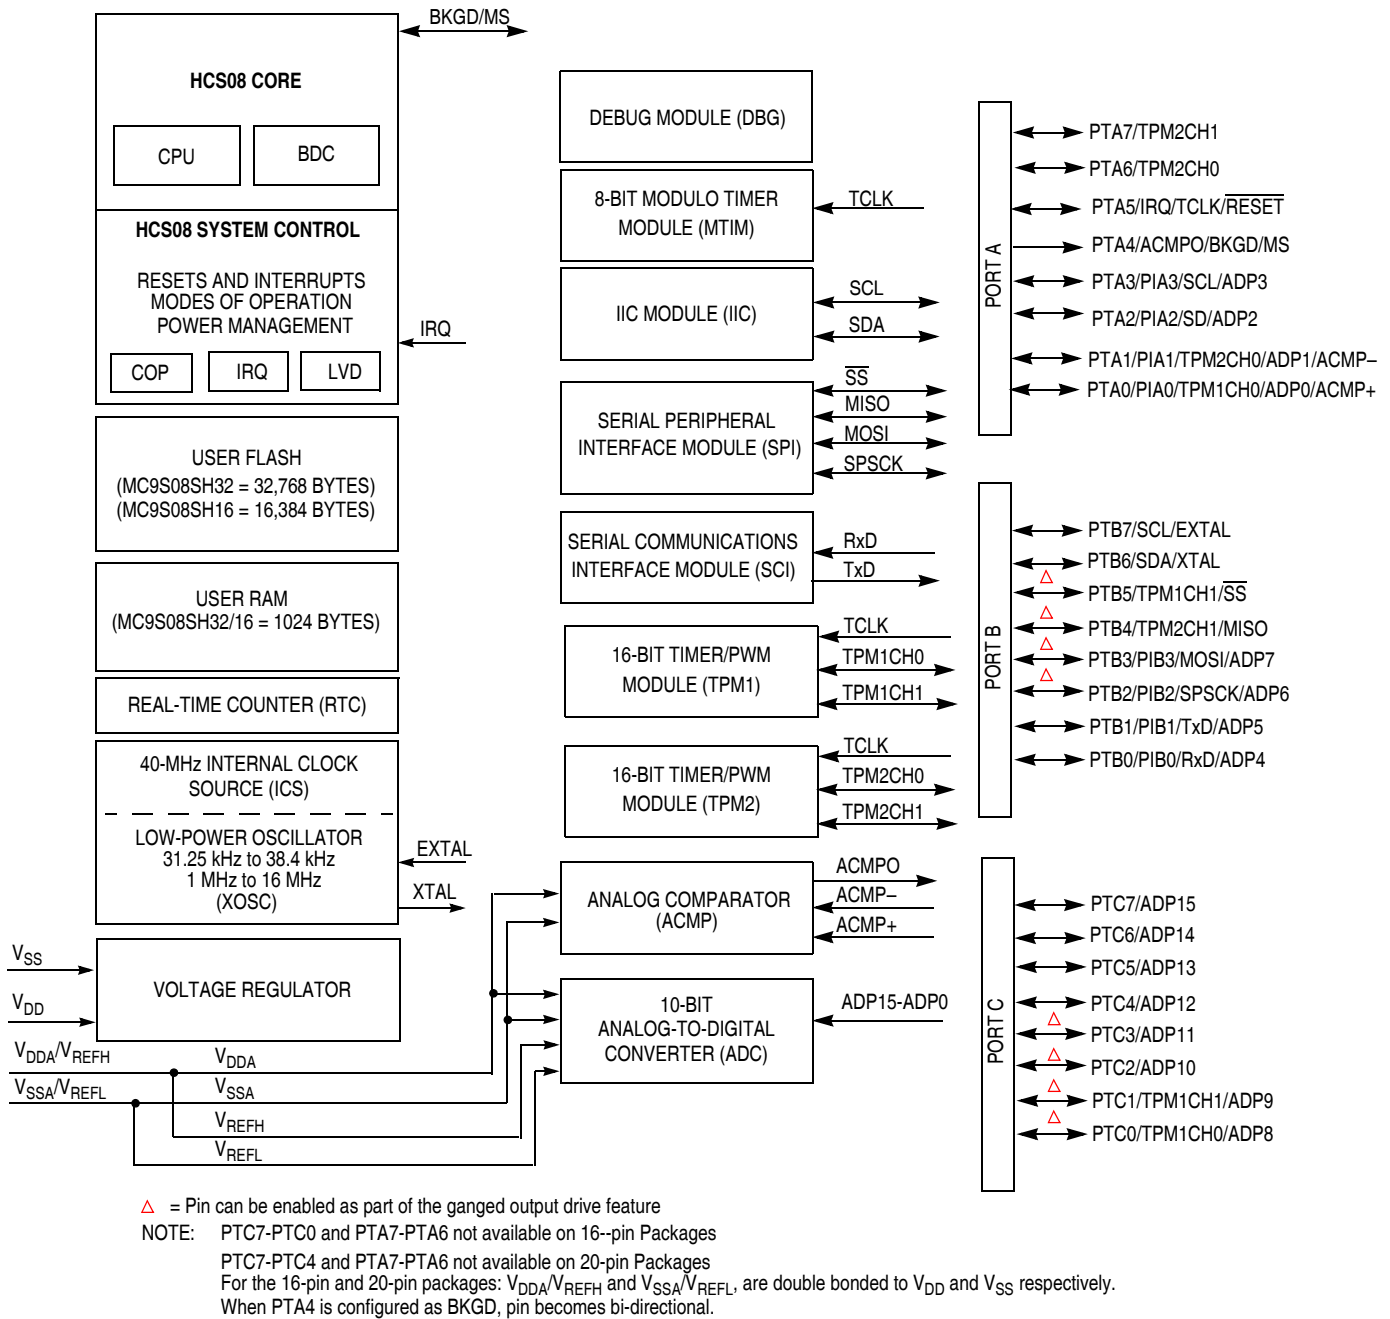 BKGD/MS
HCS08 CORE
CPU
BDC
HCS08 SYSTEM CONTROL
RESETS AND INTERRUPTS
MODES OF OPERATION
POWER MANAGEMENT
IRQ
COP
IRQ
LVD
USER FLASH
(MC9S08SH32 = 32,768 BYTES)
(MC9S08SH16 = 16,384 BYTES)
USER RAM
(MC9S08SH32/16 = 1024 BYTES)
REAL-TIME COUNTER (RTC)
40-MHz INTERNAL CLOCK
SOURCE (ICS)
LOW-POWER OSCILLATOR
31.25 kHz to 38.4 kHz
1 MHz to 16 MHz
(XOSC)
EXTAL
XTAL
VSS
VDD
VOLTAGE REGULATOR
VDDA/VREFH
VDDA
VSSA/VREFL
VSSA
VREFH
VREFL
DEBUG MODULE (DBG)
8-BIT MODULO TIMER
MODULE (MTIM)
TCLK
IIC MODULE (IIC)
SCL
SDA
SERIAL PERIPHERAL
INTERFACE MODULE (SPI)
SS
MISO
MOSI
SPSCK
SERIAL COMMUNICATIONS
INTERFACE MODULE (SCI)
RxD
TxD
16-BIT TIMER/PWM
MODULE (TPM1)
TCLK
TPM1CH0
TPM1CH1
16-BIT TIMER/PWM
MODULE (TPM2)
TCLK
TPM2CH0
TPM2CH1
ANALOG COMPARATOR
(ACMP)
ACMPO
ACMP–
ACMP+
10-BIT
ANALOG-TO-DIGITAL
CONVERTER (ADC)
ADP15-ADP0
PORT A
PTA7/TPM2CH1
PTA6/TPM2CH0
PTA5/IRQ/TCLK/RESET
PTA4/ACMPO/BKGD/MS
PTA3/PIA3/SCL/ADP3
PTA2/PIA2/SD/ADP2
PTA1/PIA1/TPM2CH0/ADP1/ACMP–
PTA0/PIA0/TPM1CH0/ADP0/ACMP+
PORT B
PTB7/SCL/EXTAL
PTB6/SDA/XTAL
PTB5/TPM1CH1/SS
PTB4/TPM2CH1/MISO
PTB3/PIB3/MOSI/ADP7
PTB2/PIB2/SPSCK/ADP6
PTB1/PIB1/TxD/ADP5
PTB0/PIB0/RxD/ADP4
PORT C
PTC7/ADP15
PTC6/ADP14
PTC5/ADP13
PTC4/ADP12
PTC3/ADP11
PTC2/ADP10
PTC1/TPM1CH1/ADP9
PTC0/TPM1CH0/ADP8
Δ = Pin can be enabled as part of the ganged output drive feature
NOTE: PTC7-PTC0 and PTA7-PTA6 not available on 16--pin Packages
PTC7-PTC4 and PTA7-PTA6 not available on 20-pin Packages
For the 16-pin and 20-pin packages: VDDA/VREFH and VSSA/VREFL, are double bonded to VDD and VSS respectively.
When PTA4 is configured as BKGD, pin becomes bi-directional.